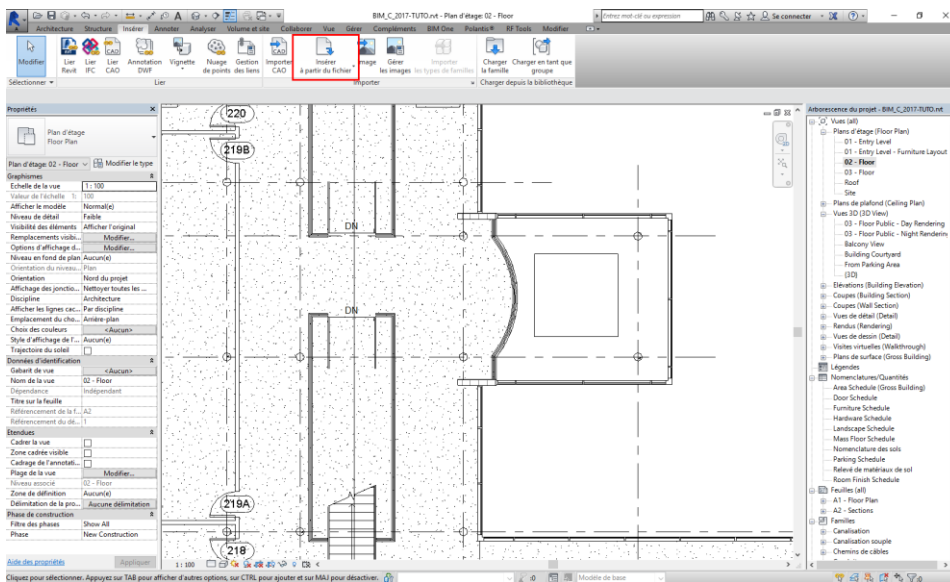 BIM_C_2017-TUTO.rvt - Plan d'étage: 02 - Floor
Entrez mot-clé ou expression
Se connecter
Architecture Structure Insérer Annoter Analyser Volume et site Collaborer Vue Gérer Compléments BIM One Polantis® RF Tools Modifier
Modifier
Lier Revit
Lier IFC
Lier CAO
Annotation DWF
Vignette
Nuage de points
Gestion des liens
Importer CAO
Insérer à partir du fichier
Image
Gérer les images
Importer les types de familles
Charger la famille
Charger en tant que groupe
Sélectionner
Lier
Importer
Charger depuis la bibliothèque
Propriétés
Plan d'étage
Floor Plan
Plan d'étage: 02 - Floor
Modifier le type
Graphismes
Echelle de la vue 1 : 100
Valeur de l'échelle 1: 100
Afficher le modèle Normal(e)
Niveau de détail Faible
Visibilité des éléments Afficher l'original
Remplacements visibi... Modifier...
Options d'affichage d... Modifier...
Niveau en fond de plan Aucun(e)
Orientation du niveau... Plan
Orientation Nord du projet
Affichage des jonctio... Nettoyer toutes les ...
Discipline Architecture
Afficher les lignes cac... Par discipline
Emplacement du cho... Arrière-plan
Choix des couleurs <Aucun>
Style d'affichage de l'... Aucun(e)
Trajectoire du soleil
Données d'identification
Gabarit de vue <Aucun>
Nom de la vue 02 - Floor
Dépendance Indépendant
Titre sur la feuille
Référencement de la f... A2
Référencement du dé... 1
Etendues
Cadrer la vue
Zone cadrée visible
Cadrage de l'annotati...
Plage de la vue Modifier...
Niveau associé 02 - Floor
Zone de définition Aucun(e)
Délimitation de la pro... Aucune délimitation
Phase de construction
Filtre des phases Show All
Phase New Construction
Aide des propriétés
Appliquer
220
219B
DN
DN
219A
218
1 : 100
Arborescence du projet - BIM_C_2017-TUTO.rvt
Vues (all)
Plans d'étage (Floor Plan)
01 - Entry Level
01 - Entry Level - Furniture Layout
02 - Floor
03 - Floor
Roof
Site
Plans de plafond (Ceiling Plan)
Vues 3D (3D View)
03 - Floor Public - Day Rendering
03 - Floor Public - Night Renderin
Balcony View
Building Courtyard
From Parking Area
{3D}
Elévations (Building Elevation)
Coupes (Building Section)
Coupes (Wall Section)
Vues de détail (Detail)
Rendus (Rendering)
Vues de dessin (Detail)
Visites virtuelles (Walkthrough)
Plans de surface (Gross Building)
Légendes
Nomenclatures/Quantités
Area Schedule (Gross Building)
Door Schedule
Furniture Schedule
Hardware Schedule
Landscape Schedule
Mass Floor Schedule
Nomenclature des sols
Parking Schedule
Relevé de matériaux de sol
Room Finish Schedule
Feuilles (all)
A1 - Floor Plan
A2 - Sections
Familles
Canalisation
Canalisation souple
Chemins de câbles
Cliquez pour sélectionner. Appuyez sur TAB pour afficher d'autres options, sur CTRL pour ajouter et sur MAJ pour désactiver.
:0
Modèle de base
:0